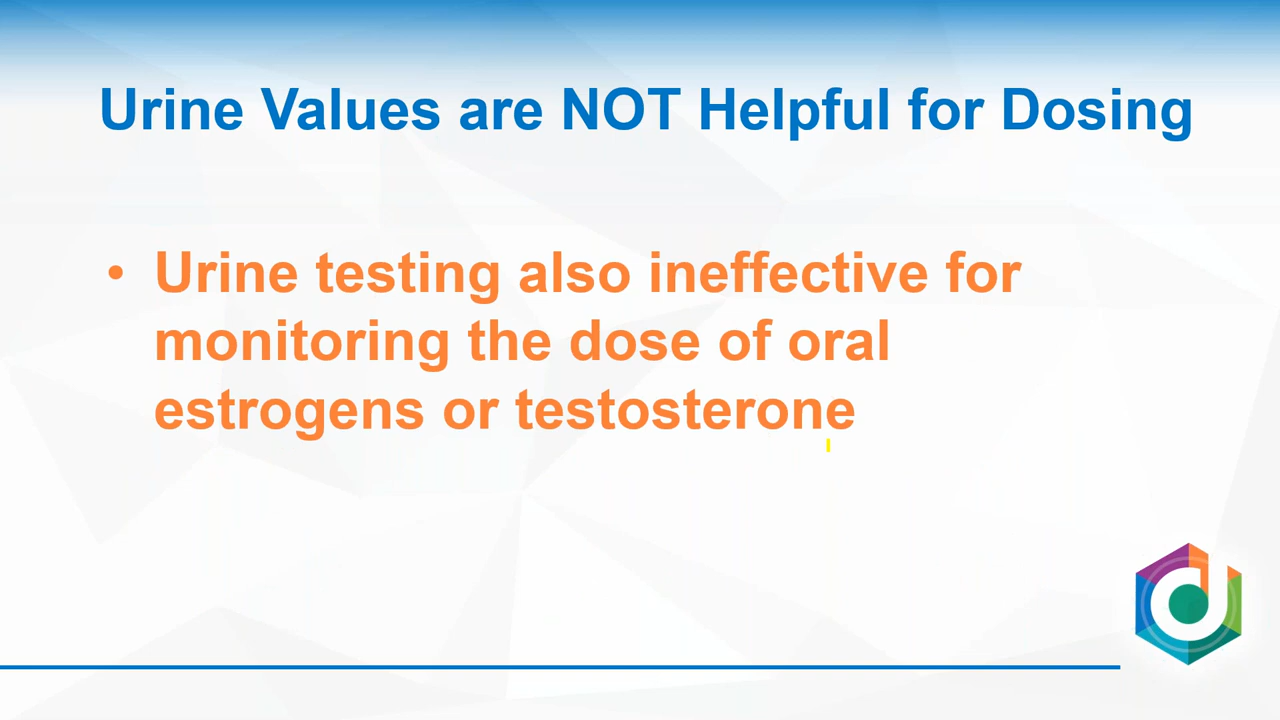 Urine Values are NOT Helpful for Dosing
• Urine testing also ineffective for
monitoring the dose of oral
estrogens or testosterone